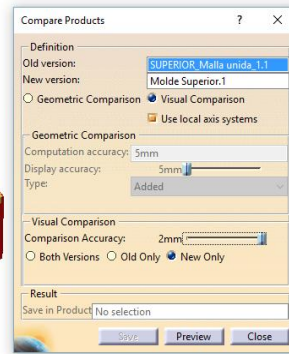 Compare Products ? X
Definition
Old version: SUPERIOR_Malla unida_1.1
New version: Molde Superior.1
Geometric Comparison Visual Comparison
Use local axis systems
Geometric Comparison
Computation accuracy: 5mm
Display accuracy: 5mm
Type: Added
Visual Comparison
Comparison Accuracy: 2mm
Both Versions Old Only New Only
Result
Save in Product No selection
Save Preview Close